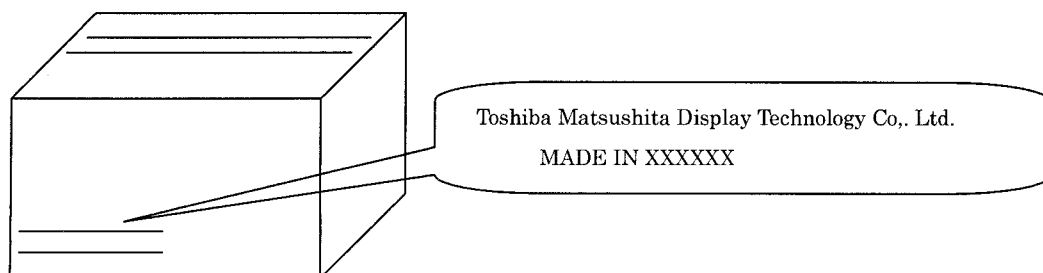 Toshiba Matsushita Display Technology Co,. Ltd.
MADE IN XXXXXX